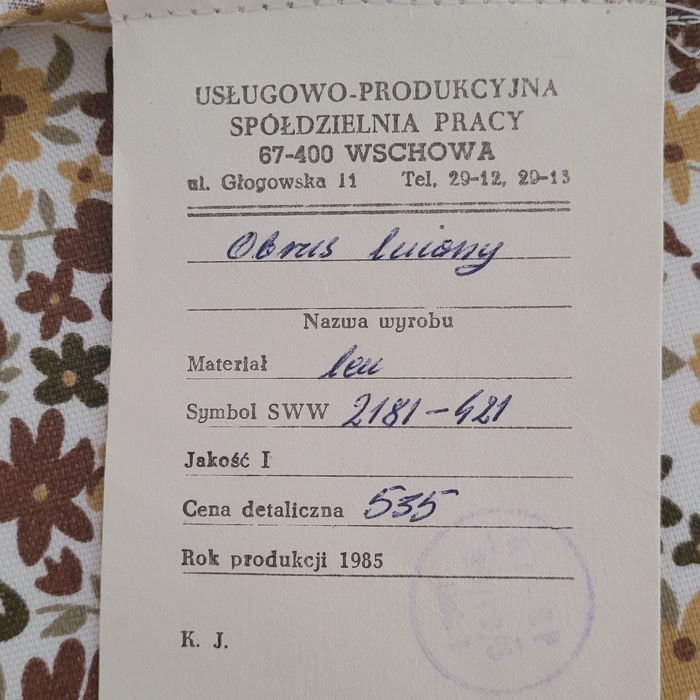 USŁUGOWO-PRODUKCYJNA
SPÓŁDZIELNIA PRACY
67-400 WSCHOWA
ul. Głogowska 11 Tel. 29-12, 29-13
Obrus lniany
Nazwa wyrobu
Materiał len
Symbol SWW 2181-421
Jakość I
Cena detaliczna 535
Rok produkcji 1985
K. J.